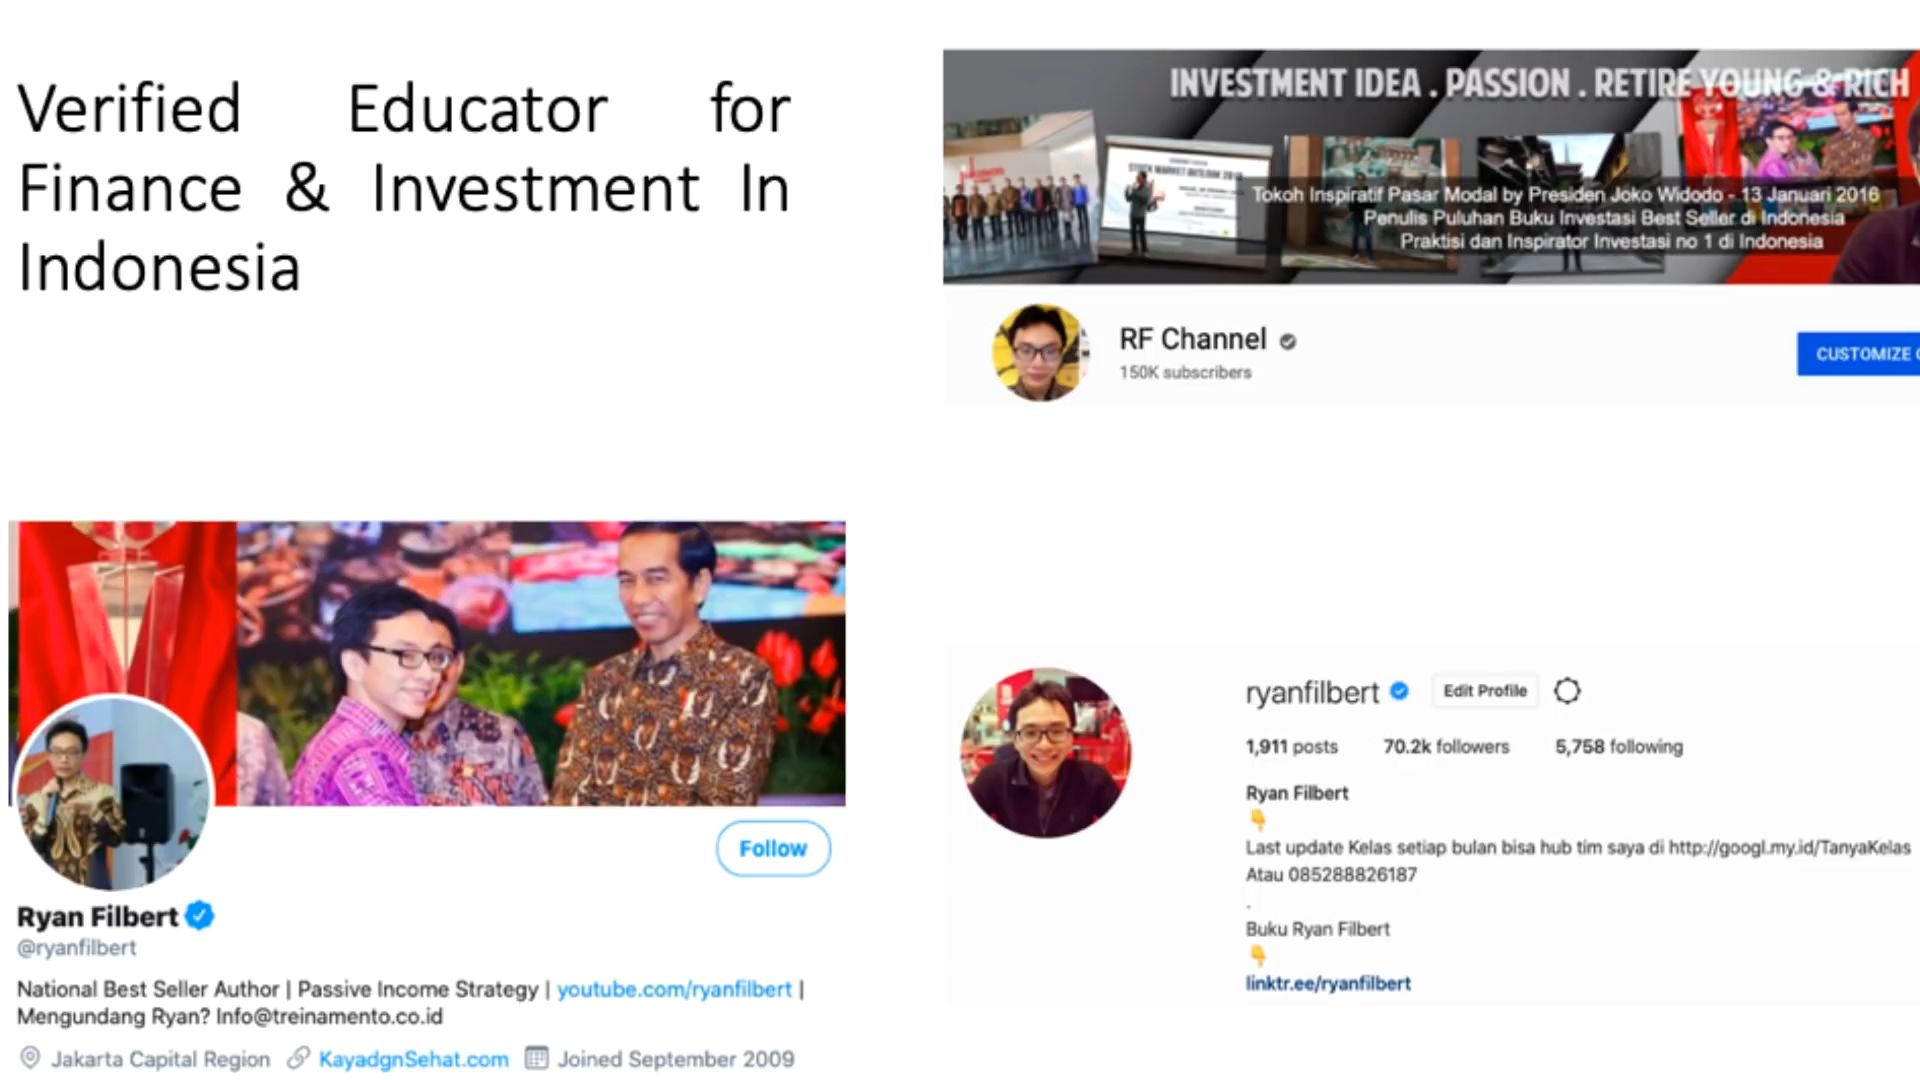 Verified Educator for
Finance & Investment In
Indonesia
INVESTMENT IDEA . PASSION . RETIRE YOUNG & RICH
STOCK MARKET OUTLOOK
Tokoh Inspiratif Pasar Modal by Presiden Joko Widodo - 13 Januari 2016
Penulis Puluhan Buku Investasi Best Seller di Indonesia
Praktisi dan Inspirator Investasi no 1 di Indonesia
RF Channel
150K subscribers
CUSTOMIZE
Follow
Ryan Filbert
@ryanfilbert
National Best Seller Author | Passive Income Strategy | youtube.com/ryanfilbert |
Mengundang Ryan? Info@treinamento.co.id
Jakarta Capital Region KayadgnSehat.com Joined September 2009
ryanfilbert Edit Profile
1,911 posts 70.2k followers 5,758 following
Ryan Filbert
👇
Last update Kelas setiap bulan bisa hub tim saya di http://googl.my.id/TanyaKelas
Atau 085288826187
.
Buku Ryan Filbert
👇
linktr.ee/ryanfilbert